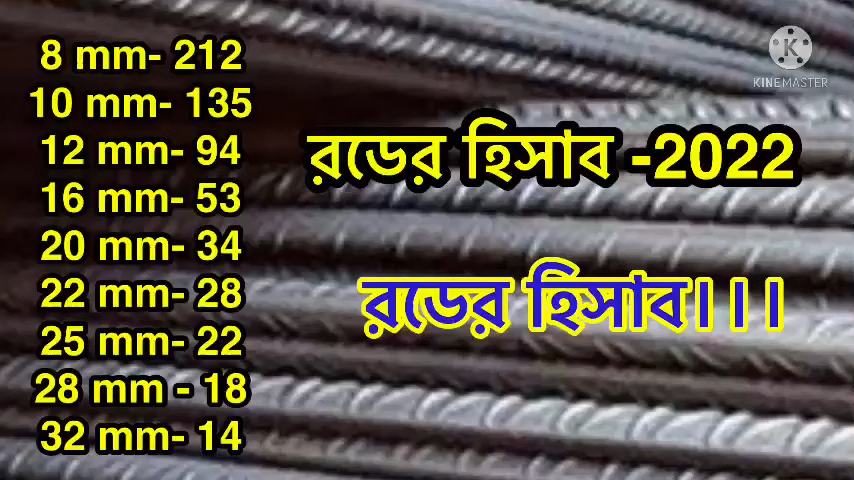 8 mm- 212
10 mm- 135
12 mm- 94
16 mm- 53
20 mm- 34
22 mm- 28
25 mm- 22
28 mm - 18
32 mm- 14
রডের হিসাব -2022
রডের হিসাব।।।
K
KINEMASTER